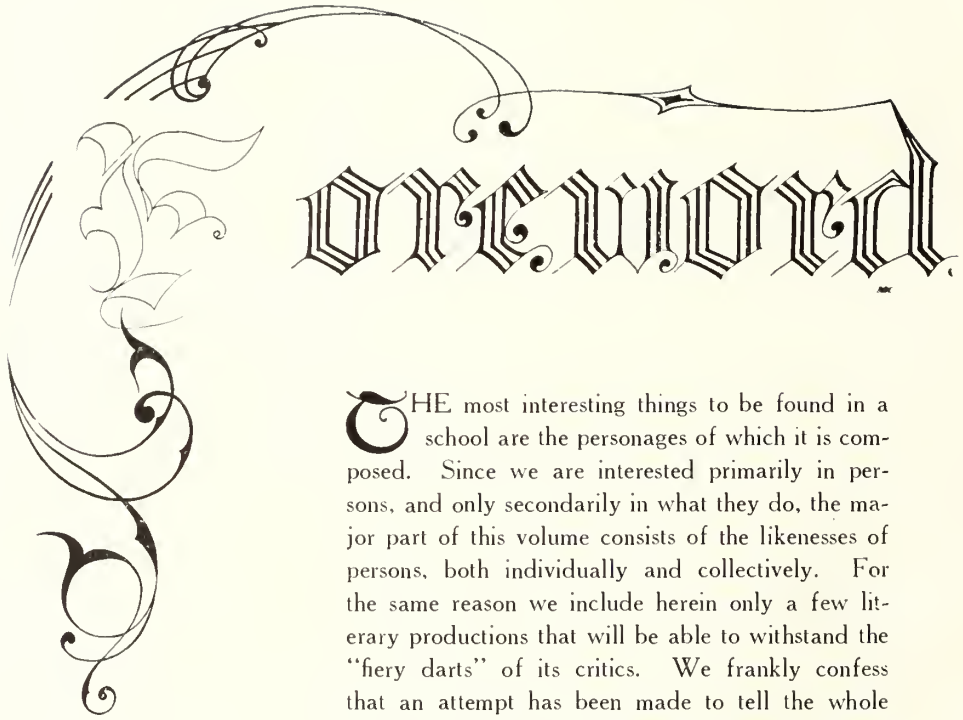 Foreword
THE most interesting things to be found in a
school are the personages of which it is com-
posed. Since we are interested primarily in per-
sons, and only secondarily in what they do, the ma-
jor part of this volume consists of the likenesses of
persons, both individually and collectively. For
the same reason we include herein only a few lit-
erary productions that will be able to withstand the
"fiery darts" of its critics. We frankly confess
that an attempt has been made to tell the whole